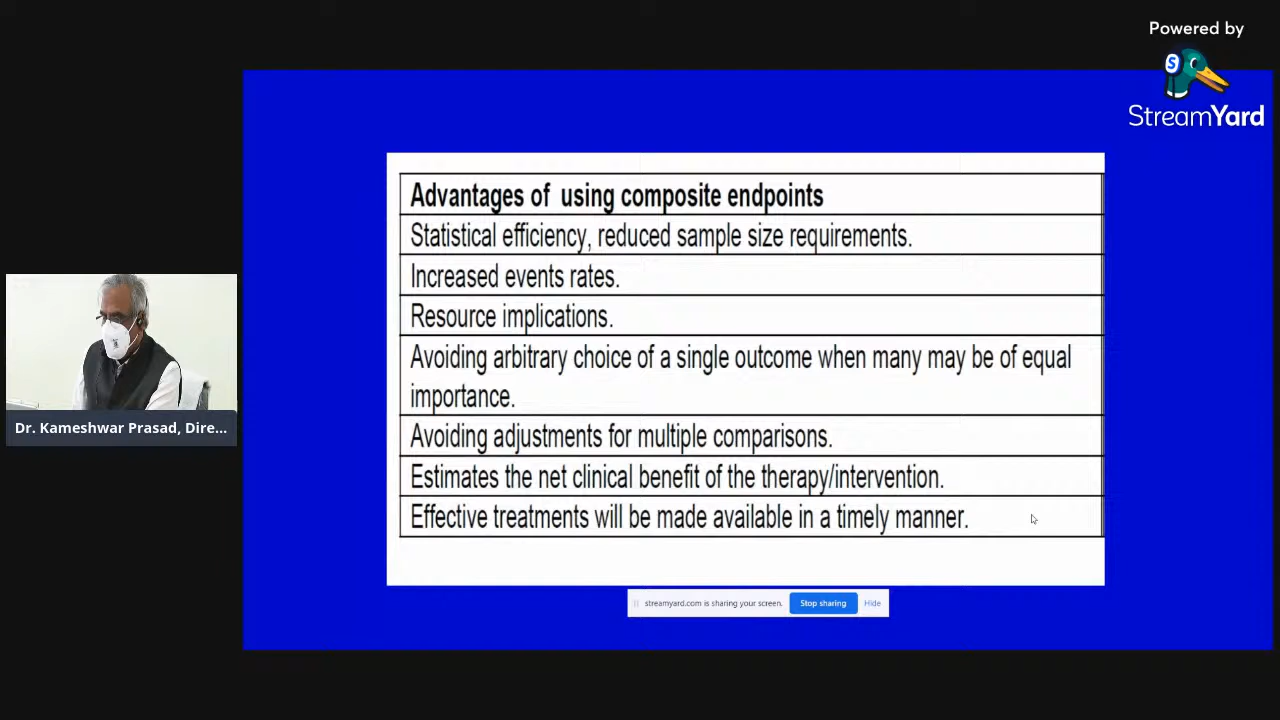 Powered by
StreamYard
Advantages of using composite endpoints
Statistical efficiency, reduced sample size requirements.
Increased events rates.
Resource implications.
Avoiding arbitrary choice of a single outcome when many may be of equal
importance.
Avoiding adjustments for multiple comparisons.
Estimates the net clinical benefit of the therapy/intervention.
Effective treatments will be made available in a timely manner.
Dr. Kameshwar Prasad, Dire...
streamyard.com is sharing your screen.
Stop sharing
Hide